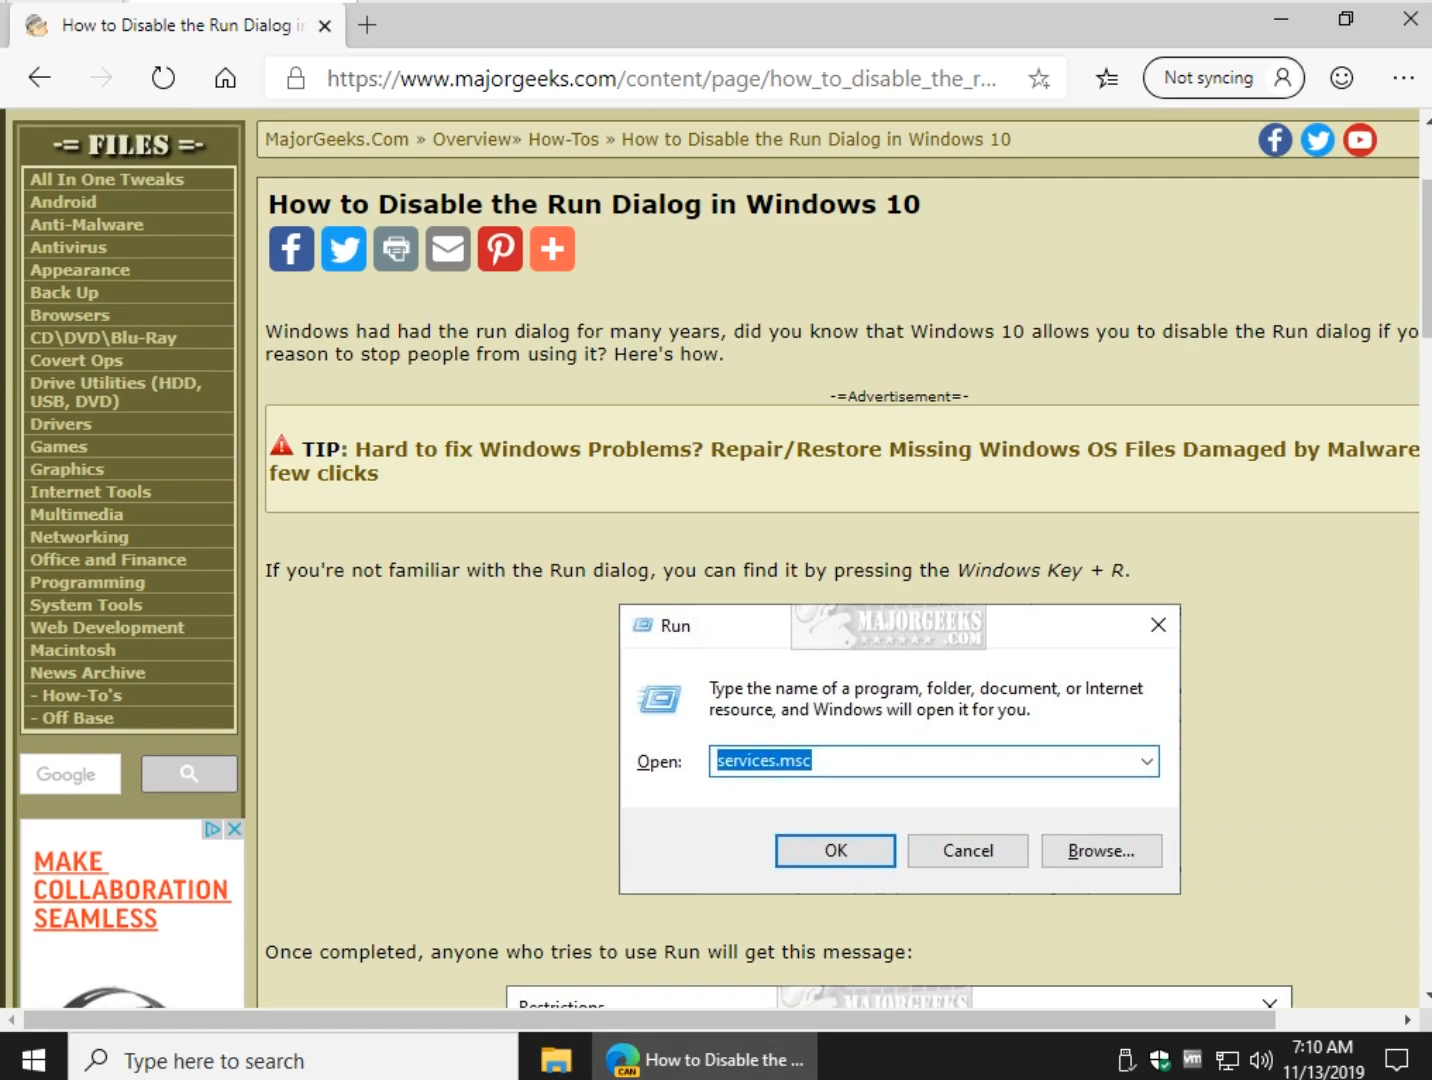 How to Disable the Run Dialog in
https://www.majorgeeks.com/content/page/how_to_disable_the_r...
Not syncing
-= FILES =-
All In One Tweaks
Android
Anti-Malware
Antivirus
Appearance
Back Up
Browsers
CD\DVD\Blu-Ray
Covert Ops
Drive Utilities (HDD,
USB, DVD)
Drivers
Games
Graphics
Internet Tools
Multimedia
Networking
Office and Finance
Programming
System Tools
Web Development
Macintosh
News Archive
- How-To's
- Off Base
Google
MAKE
COLLABORATION
SEAMLESS
MajorGeeks.Com » Overview» How-Tos » How to Disable the Run Dialog in Windows 10
How to Disable the Run Dialog in Windows 10
Windows had had the run dialog for many years, did you know that Windows 10 allows you to disable the Run dialog if yo
reason to stop people from using it? Here's how.
-=Advertisement=-
TIP: Hard to fix Windows Problems? Repair/Restore Missing Windows OS Files Damaged by Malware
few clicks
If you're not familiar with the Run dialog, you can find it by pressing the Windows Key + R.
Run
MAJORGEEKS
.COM
Type the name of a program, folder, document, or Internet
resource, and Windows will open it for you.
Open:
services.msc
OK
Cancel
Browse...
Once completed, anyone who tries to use Run will get this message:
Restrictions
MAJORGEEKS
Type here to search
CAN
How to Disable the ...
vm
7:10 AM
11/13/2019